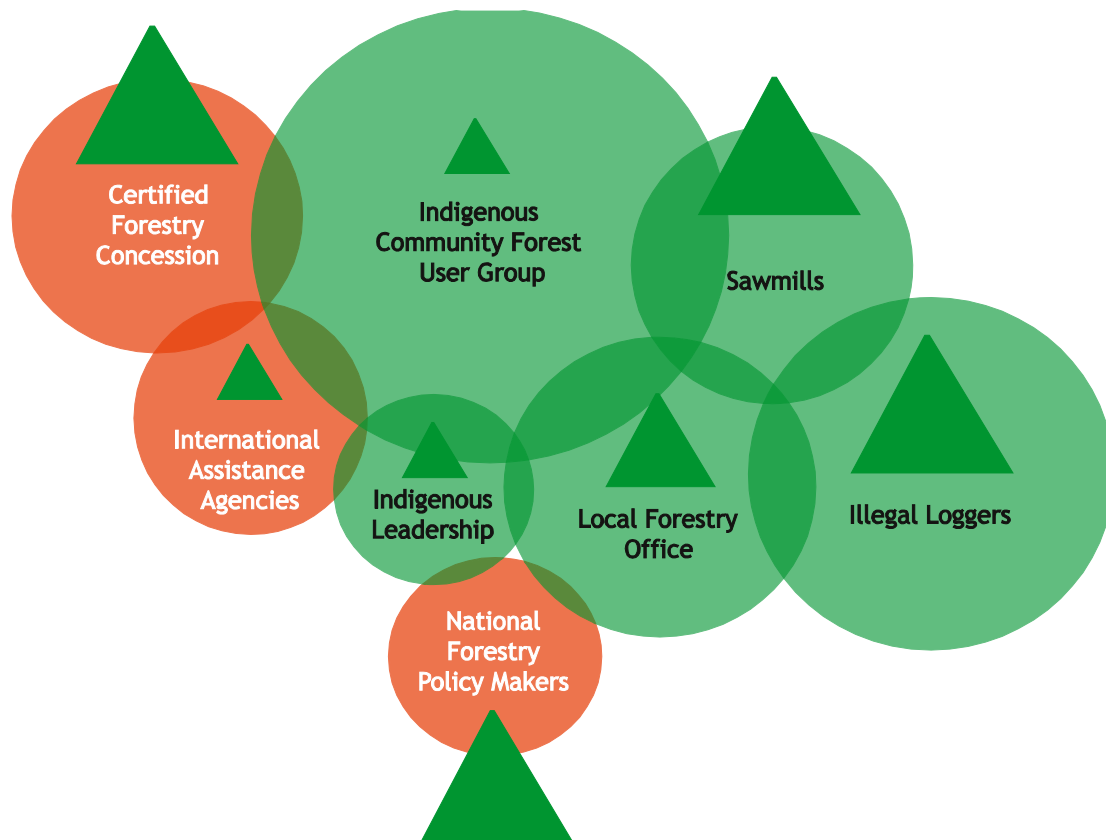 Certified
Forestry
Concession
Indigenous
Community Forest
User Group
Sawmills
International
Assistance
Agencies
Indigenous
Leadership
Local Forestry
Office
Illegal Loggers
National
Forestry
Policy Makers